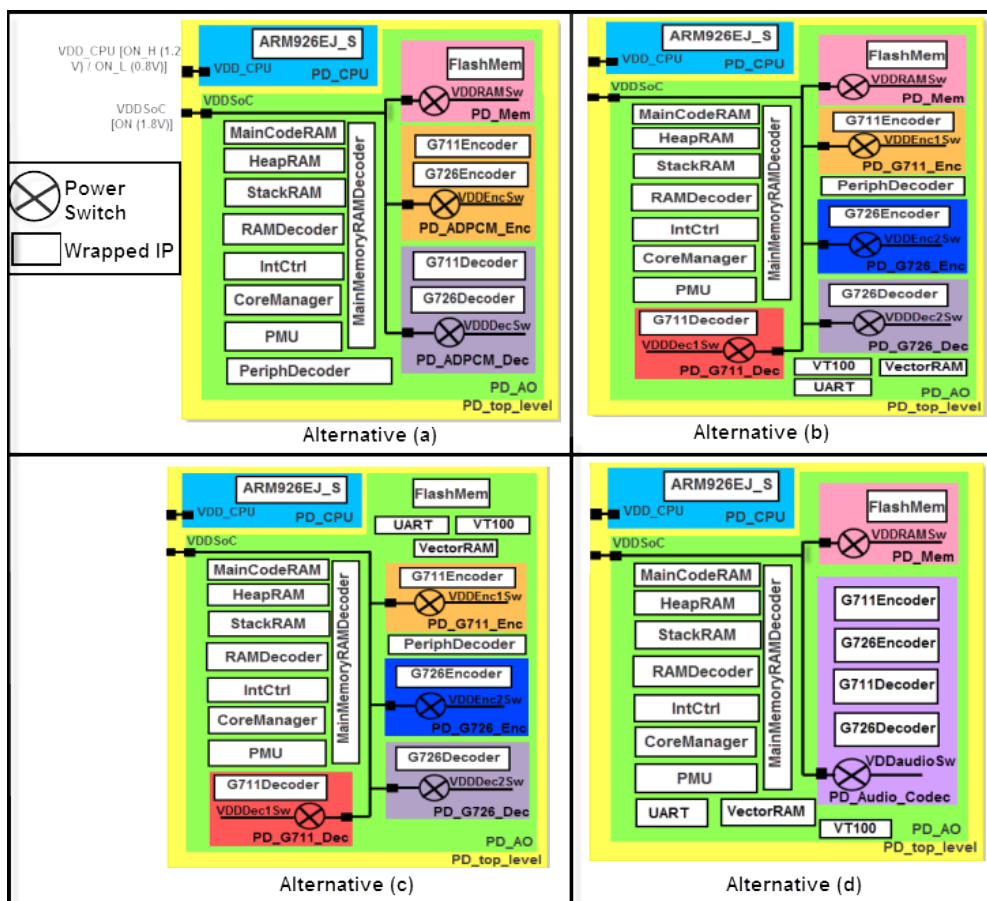 VDD_CPU [ON_H (1.2
V) / ON_L (0.8V)]
VDDSoC
[ON (1.8V)]
Power
Switch
Wrapped IP
ARM926EJ_S
VDD_CPU
PD_CPU
VDDSoC
FlashMem
VDDRAMSw
PD_Mem
MainCodeRAM
HeapRAM
StackRAM
RAMDecoder
IntCtrl
CoreManager
PMU
PeriphDecoder
MainMemoryRAMDecoder
G711Encoder
G726Encoder
VDDEncSw
PD_ADPCM_Enc
G711Decoder
G726Decoder
VDDDecSw
PD_ADPCM_Dec
PD_AO
PD_top_level
Alternative (a)
ARM926EJ_S
VDD_CPU
PD_CPU
VDDSoC
FlashMem
VDDRAMSw
PD_Mem
MainCodeRAM
HeapRAM
StackRAM
RAMDecoder
IntCtrl
CoreManager
PMU
MainMemoryRAMDecoder
G711Encoder
VDDEnc1Sw
PD_G711_Enc
PeriphDecoder
G726Encoder
VDDEnc2Sw
PD_G726_Enc
G726Decoder
VDDDec2Sw
PD_G726_Dec
G711Decoder
VDDDec1Sw
PD_G711_Dec
VT100
VectorRAM
UART
PD_AO
PD_top_level
Alternative (b)
ARM926EJ_S
VDD_CPU
PD_CPU
VDDSoC
FlashMem
UART
VT100
VectorRAM
MainCodeRAM
HeapRAM
StackRAM
RAMDecoder
IntCtrl
CoreManager
PMU
MainMemoryRAMDecoder
G711Encoder
VDDEnc1Sw
PD_G711_Enc
PeriphDecoder
G726Encoder
VDDEnc2Sw
PD_G726_Enc
G726Decoder
VDDDec2Sw
PD_G726_Dec
G711Decoder
VDDDec1Sw
PD_G711_Dec
PD_AO
PD_top_level
Alternative (c)
ARM926EJ_S
VDD_CPU
PD_CPU
VDDSoC
FlashMem
VDDRAMSw
PD_Mem
MainCodeRAM
HeapRAM
StackRAM
RAMDecoder
IntCtrl
CoreManager
PMU
MainMemoryRAMDecoder
G711Encoder
G726Encoder
G711Decoder
G726Decoder
VDDaudioSw
PD_Audio_Codec
UART
VectorRAM
VT100
PD_AO
PD_top_level
Alternative (d)